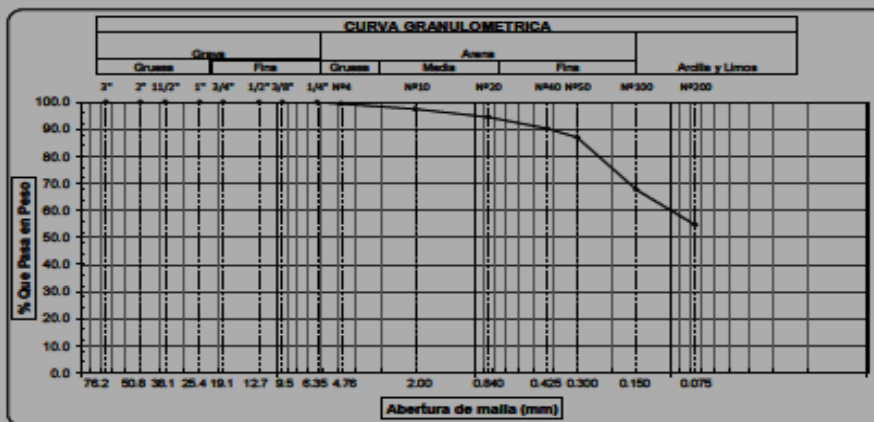 CURVA GRANULOMETRICA
Grava Arena
Gruesa Fina Gruesa Media Fina Arcilla y Limos
3" 2" 11/2" 1" 3/4" 1/2" 3/8" 1/4" Nº4 Nº10 Nº20 Nº40 Nº50 Nº100 Nº200
100.0
90.0
80.0
70.0
60.0
50.0
40.0
30.0
20.0
10.0
0.0
% Que Pasa en Peso
76.2 50.8 38.1 25.4 19.1 12.7 9.5 6.35 4.76 2.00 0.840 0.425 0.300 0.150 0.075
Abertura de malla (mm)